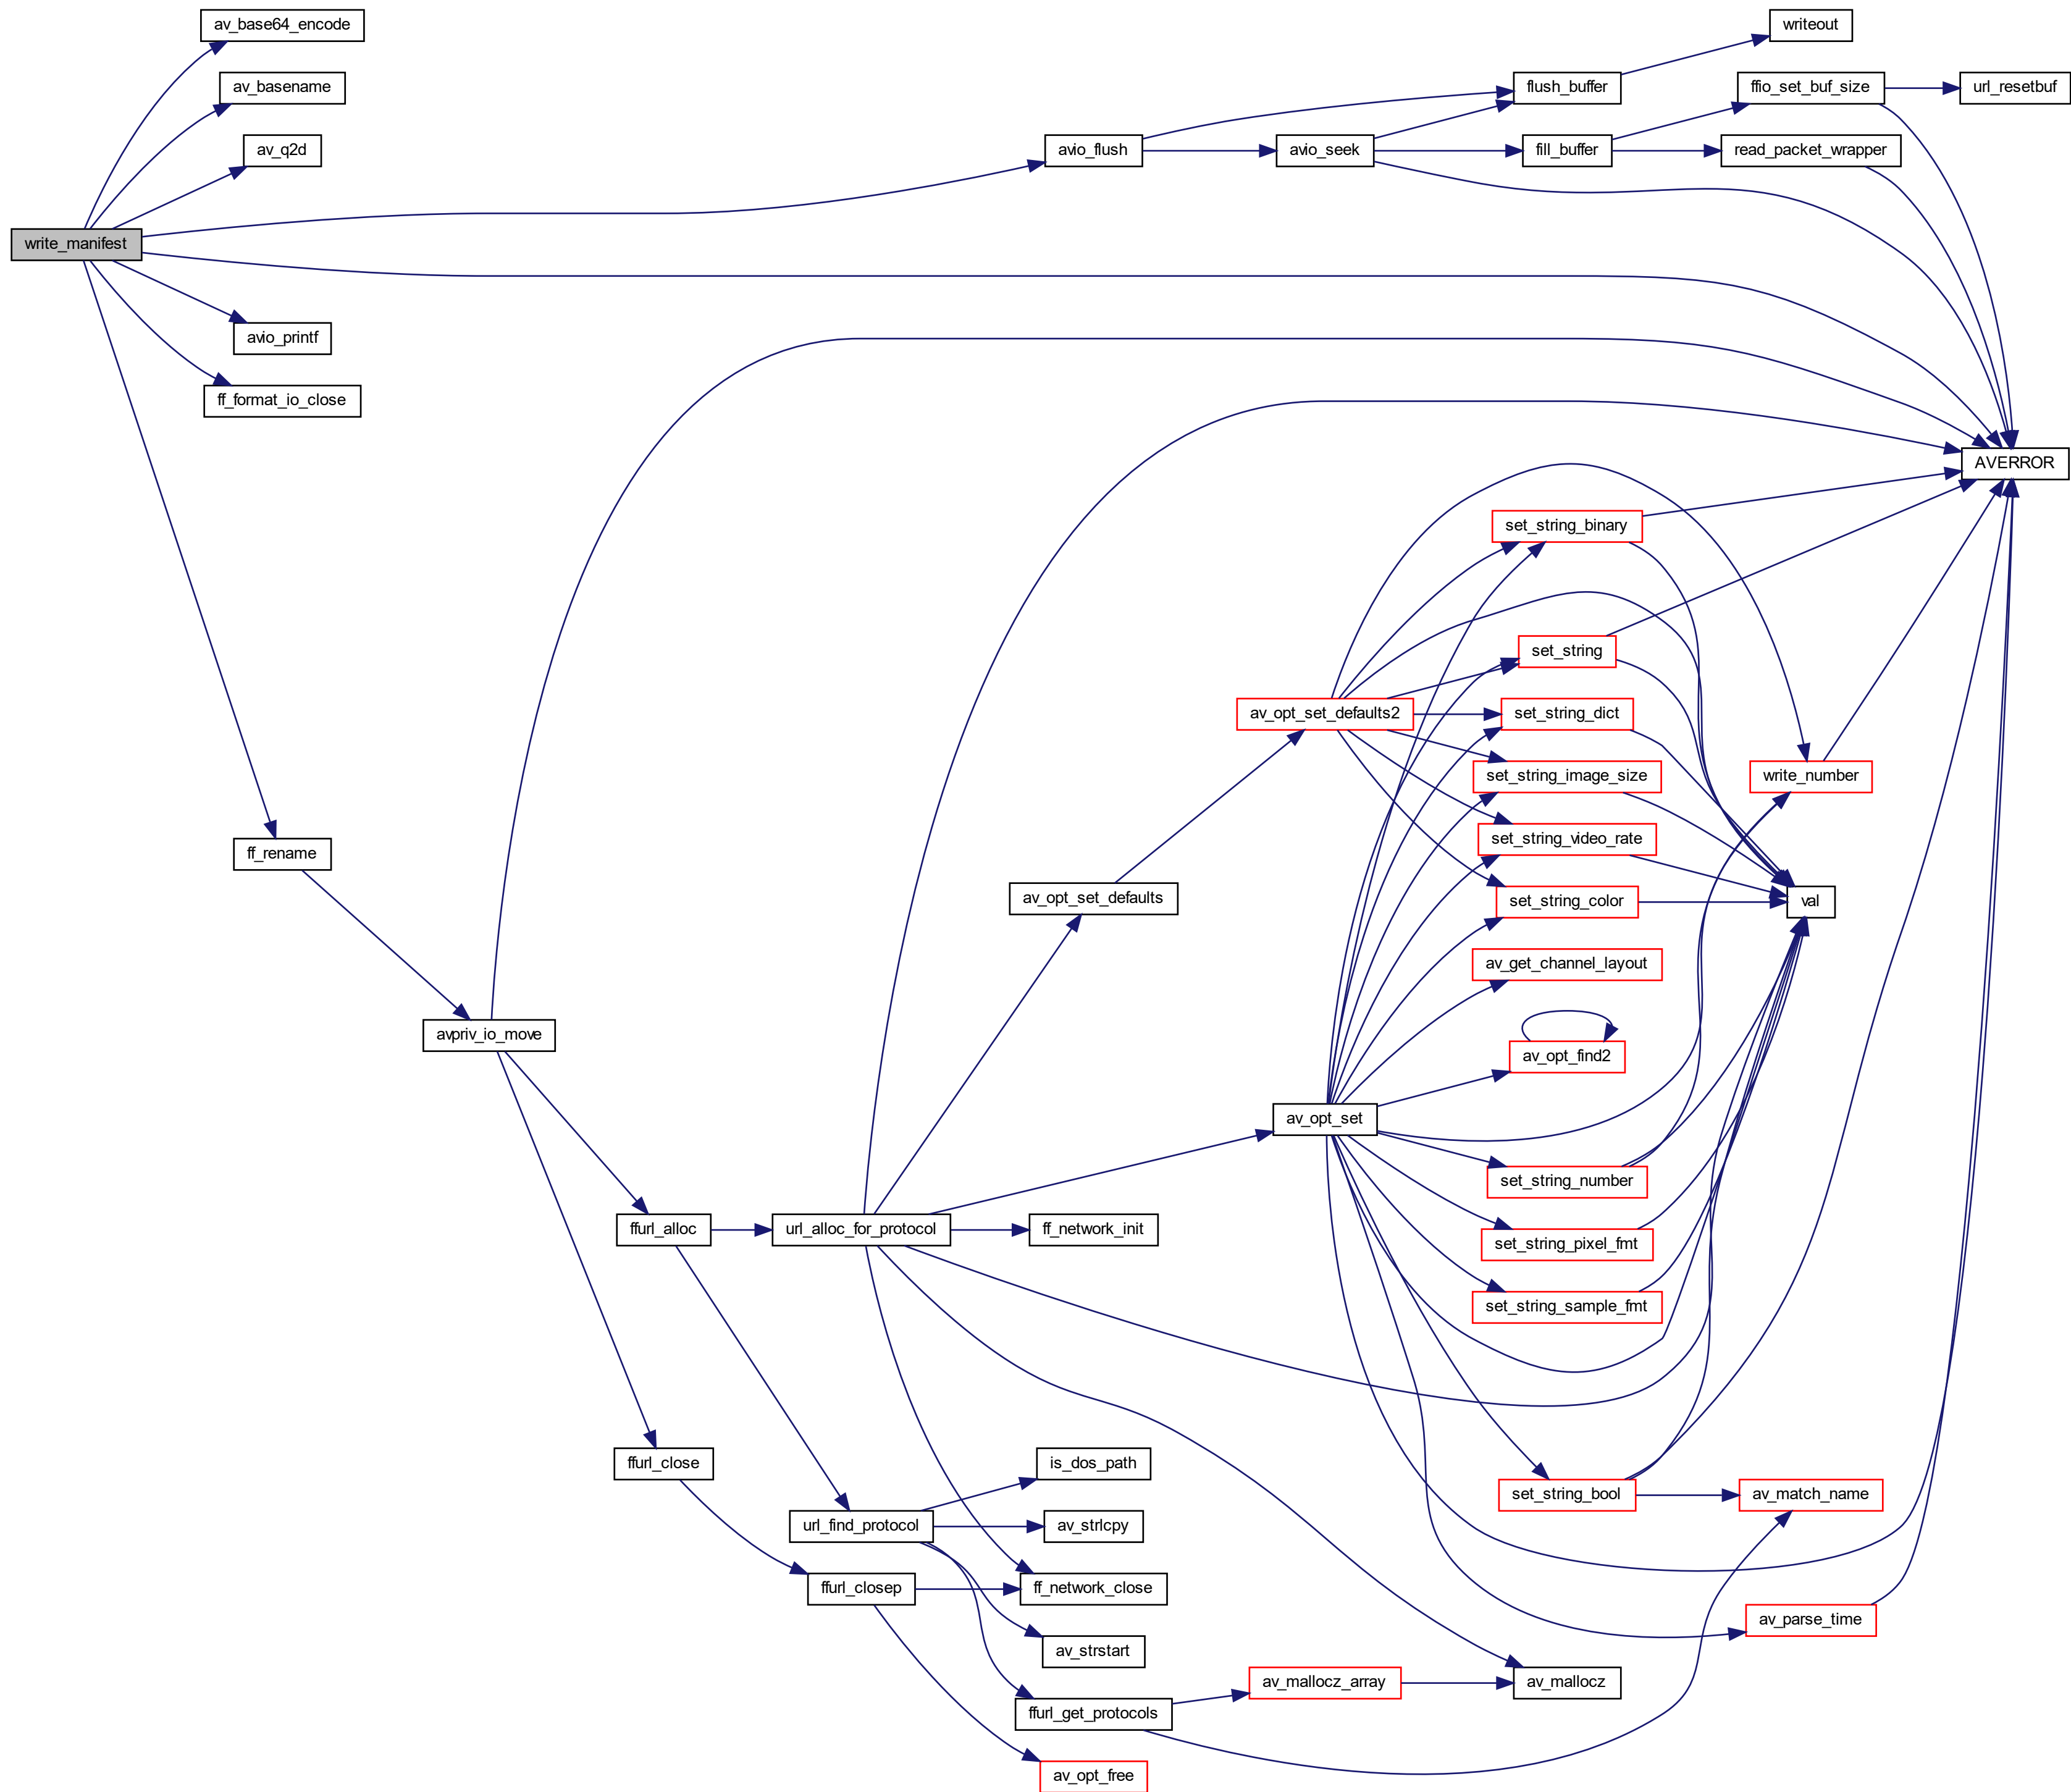 av_base64_encode
writeout
av_basename
flush_buffer
ffio_set_buf_size
url_resetbuf
av_q2d
avio_flush
avio_seek
fill_buffer
read_packet_wrapper
write_manifest
avio_printf
ff_format_io_close
AVERROR
set_string_binary
set_string
av_opt_set_defaults2
set_string_dict
set_string_image_size
write_number
set_string_video_rate
ff_rename
av_opt_set_defaults
set_string_color
val
av_get_channel_layout
avpriv_io_move
av_opt_find2
av_opt_set
set_string_number
ffurl_alloc
url_alloc_for_protocol
ff_network_init
set_string_pixel_fmt
set_string_sample_fmt
ffurl_close
is_dos_path
set_string_bool
av_match_name
url_find_protocol
av_strlcpy
ffurl_closep
ff_network_close
av_parse_time
av_strstart
av_mallocz_array
av_mallocz
ffurl_get_protocols
av_opt_free